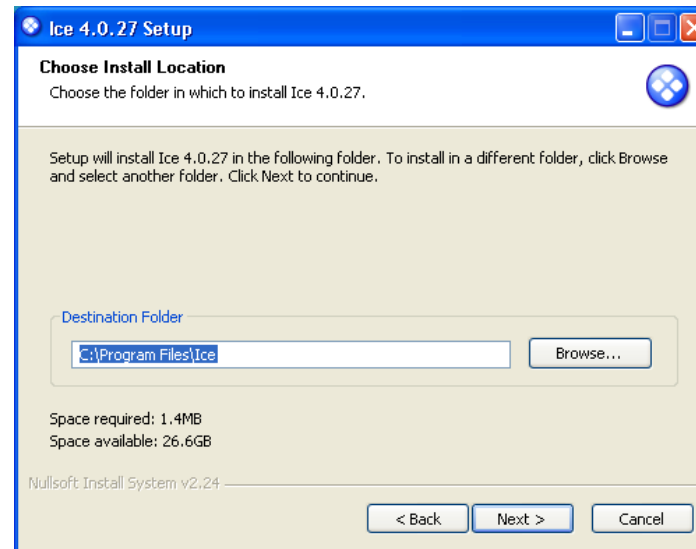 Ice 4.0.27 Setup
Choose Install Location
Choose the folder in which to install Ice 4.0.27.
Setup will install Ice 4.0.27 in the following folder. To install in a different folder, click Browse
and select another folder. Click Next to continue.
Destination Folder
C:\Program Files\Ice
Browse...
Space required: 1.4MB
Space available: 26.6GB
Nullsoft Install System v2.24
< Back Next > Cancel